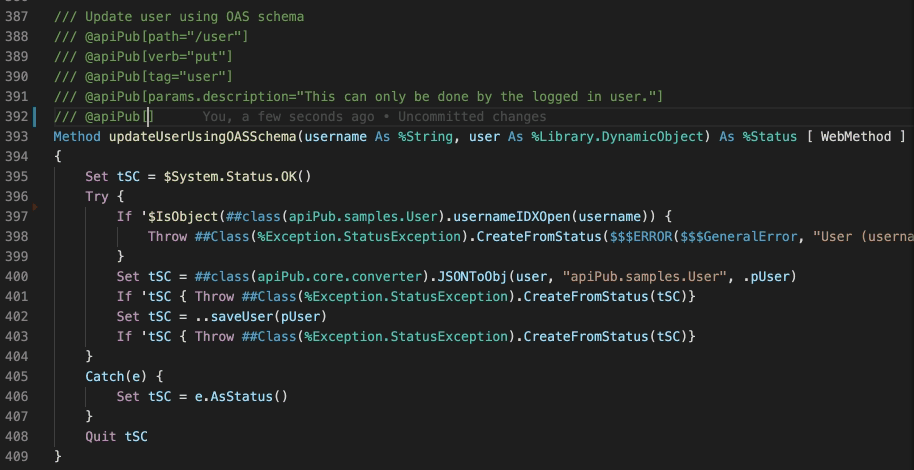 387 /// Update user using OAS schema
388 /// @apiPub[path="/user"]
389 /// @apiPub[verb="put"]
390 /// @apiPub[tag="user"]
391 /// @apiPub[params.description="This can only be done by the logged in user."]
392 /// @apiPub[] You, a few seconds ago • Uncommitted changes
393 Method updateUserUsingOASSchema(username As %String, user As %Library.DynamicObject) As %Status [ WebMethod ]
394 {
395 Set tSC = $System.Status.OK()
396 Try {
397 If '$IsObject(##class(apiPub.samples.User).usernameIDXOpen(username)) {
398 Throw ##Class(%Exception.StatusException).CreateFromStatus($$$ERROR($$$GeneralError, "User (userna
399 }
400 Set tSC = ##class(apiPub.core.converter).JSONToObj(user, "apiPub.samples.User", .pUser)
401 If 'tSC { Throw ##Class(%Exception.StatusException).CreateFromStatus(tSC)}
402 Set tSC = ..saveUser(pUser)
403 If 'tSC { Throw ##Class(%Exception.StatusException).CreateFromStatus(tSC)}
404 }
405 Catch(e) {
406 Set tSC = e.AsStatus()
407 }
408 Quit tSC
409 }